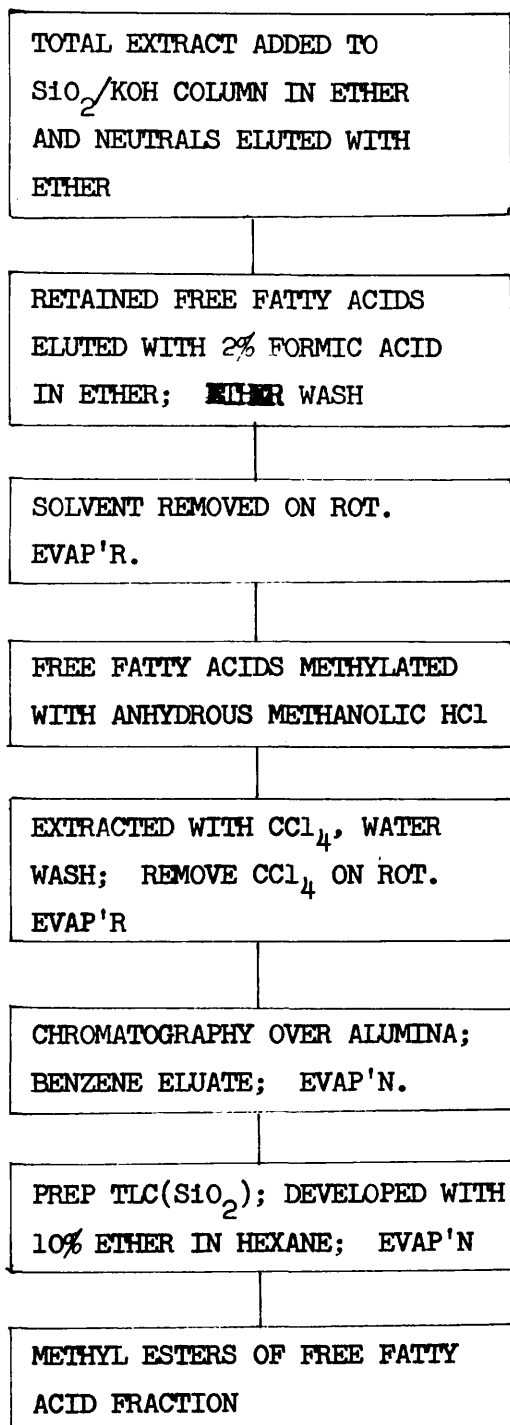 TOTAL EXTRACT ADDED TO
SiO2/KOH COLUMN IN ETHER
AND NEUTRALS ELUTED WITH
ETHER
RETAINED FREE FATTY ACIDS
ELUTED WITH 2% FORMIC ACID
IN ETHER; ETHER WASH
SOLVENT REMOVED ON ROT.
EVAP'R.
FREE FATTY ACIDS METHYLATED
WITH ANHYDROUS METHANOLIC HCl
EXTRACTED WITH CCl4, WATER
WASH; REMOVE CCl4 ON ROT.
EVAP'R
CHROMATOGRAPHY OVER ALUMINA;
BENZENE ELUATE; EVAP'N.
PREP TLC(SiO2); DEVELOPED WITH
10% ETHER IN HEXANE; EVAP'N
METHYL ESTERS OF FREE FATTY
ACID FRACTION